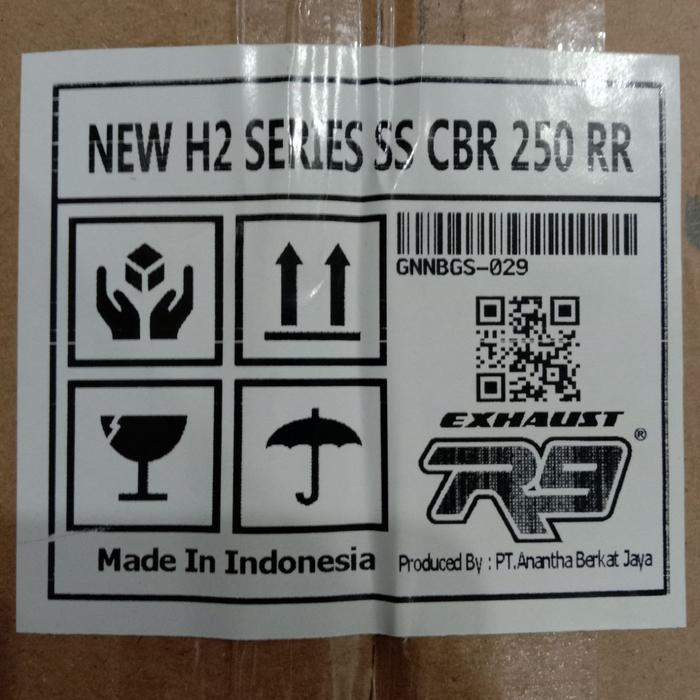 NEW H2 SERIES SS CBR 250 RR
GNNBGS-029
EXHAUST
R9®
Made In Indonesia
Produced By : PT.Anantha Berkat Jaya